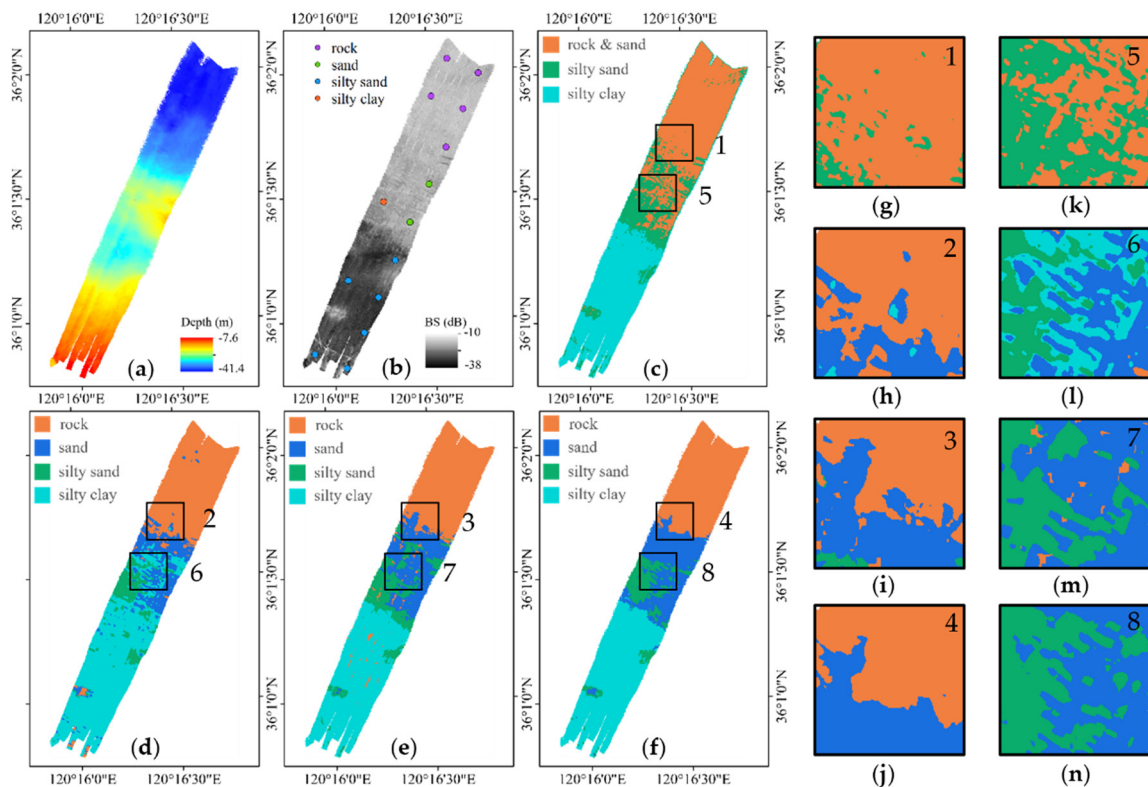 120°16'0"E 120°16'30"E
120°16'0"E 120°16'30"E
120°16'0"E 120°16'30"E
36°2'0"N
36°1'30"N
36°1'0"N
Depth (m)
-7.6
-41.4
(a)
rock
sand
silty sand
silty clay
BS (dB)
-10
-38
(b)
rock & sand
silty sand
silty clay
1
5
(c)
36°2'0"N
36°1'30"N
36°1'0"N
1
(g)
5
(k)
2
(h)
6
(l)
rock
sand
silty sand
silty clay
2
6
(d)
36°2'0"N
36°1'30"N
36°1'0"N
120°16'0"E 120°16'30"E
rock
sand
silty sand
silty clay
3
7
(e)
120°16'0"E 120°16'30"E
rock
sand
silty sand
silty clay
4
8
(f)
36°2'0"N
36°1'30"N
36°1'0"N
120°16'0"E 120°16'30"E
3
(i)
7
(m)
4
(j)
8
(n)